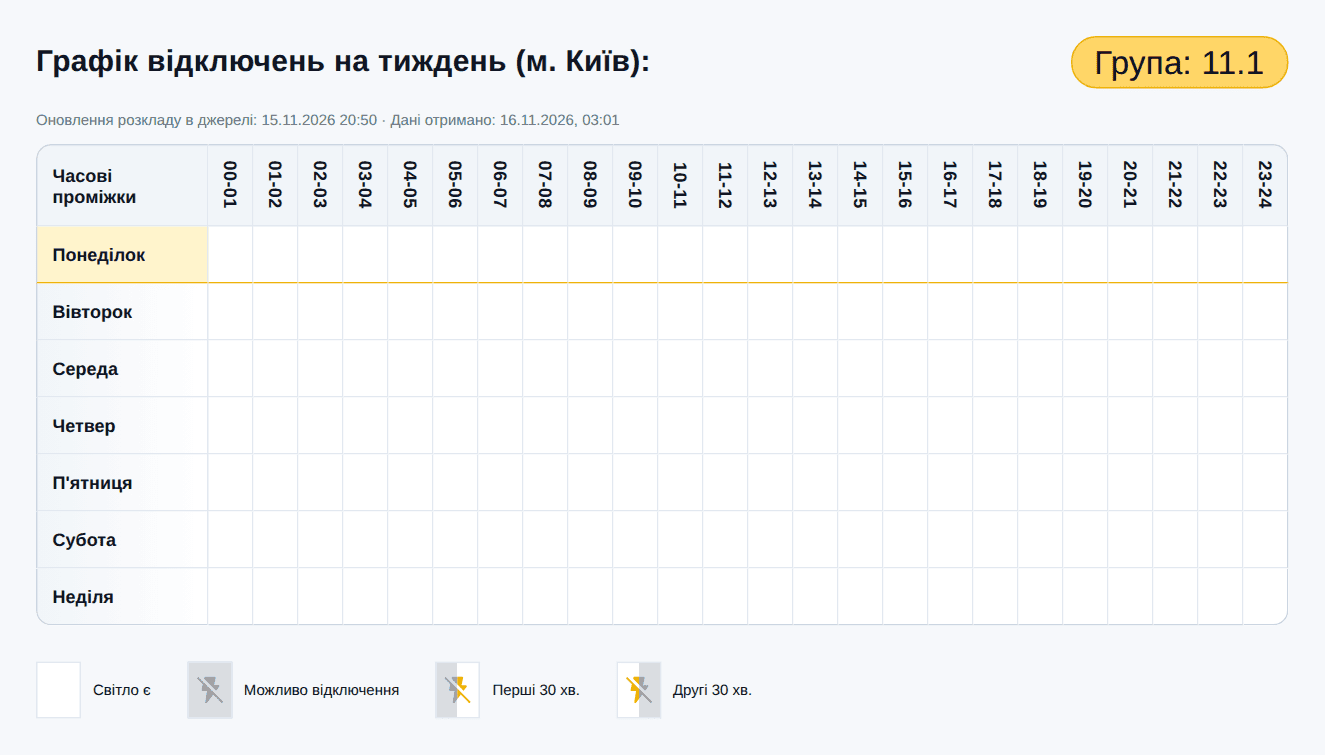 Графік відключень на тиждень (м. Київ):
Група: 11.1
Оновлення розкладу в джерелі: 15.11.2026 20:50 · Дані отримано: 16.11.2026, 03:01
Часові
проміжки
00-01
01-02
02-03
03-04
04-05
05-06
06-07
07-08
08-09
09-10
10-11
11-12
12-13
13-14
14-15
15-16
16-17
17-18
18-19
19-20
20-21
21-22
22-23
23-24
Понеділок
Вівторок
Середа
Четвер
П'ятниця
Субота
Неділя
Світло є
Можливо відключення
Перші 30 хв.
Другі 30 хв.